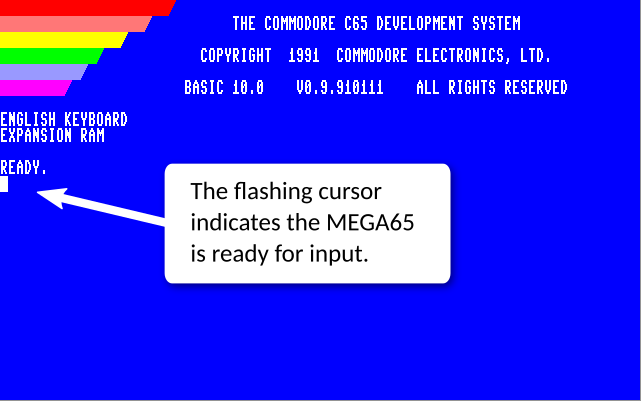 THE COMMODORE C65 DEVELOPMENT SYSTEM
COPYRIGHT  1991  COMMODORE ELECTRONICS, LTD.
BASIC 10.0    V0.9.910111    ALL RIGHTS RESERVED
ENGLISH KEYBOARD
EXPANSION RAM
READY.
The flashing cursor
indicates the MEGA65
is ready for input.